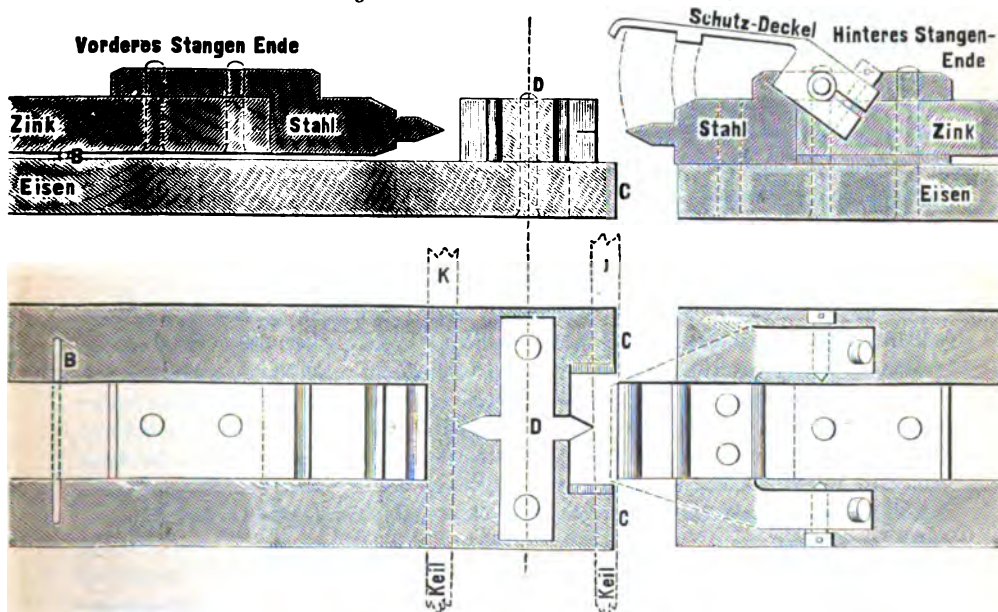 Vorderes Stangen Ende
Schutz-Deckel
Hinteres Stangen-
Ende
D
Zink
Stahl
B
Eisen
C
Stahl
Zink
Eisen
K
J
B
C
D
C
Keil
Keil